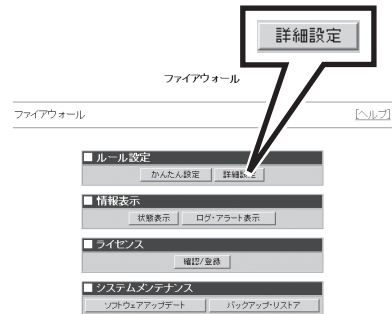 詳細設定
ファイアウォール
ファイアウォール [ヘルプ]
■ ルール設定
かんたん設定 詳細設定
■ 情報表示
状態表示 ログ・アラート表示
■ ライセンス
確認/登録
■ システムメンテナンス
ソフトウェアアップデート バックアップ・リストア